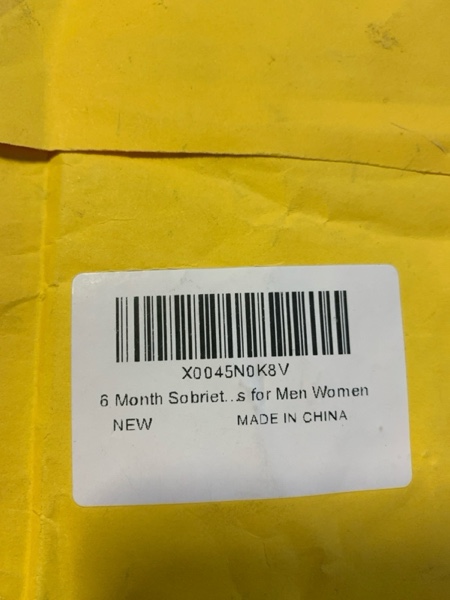 X0045N0K8V
6 Month Sobriet...s for Men Women
NEW MADE IN CHINA